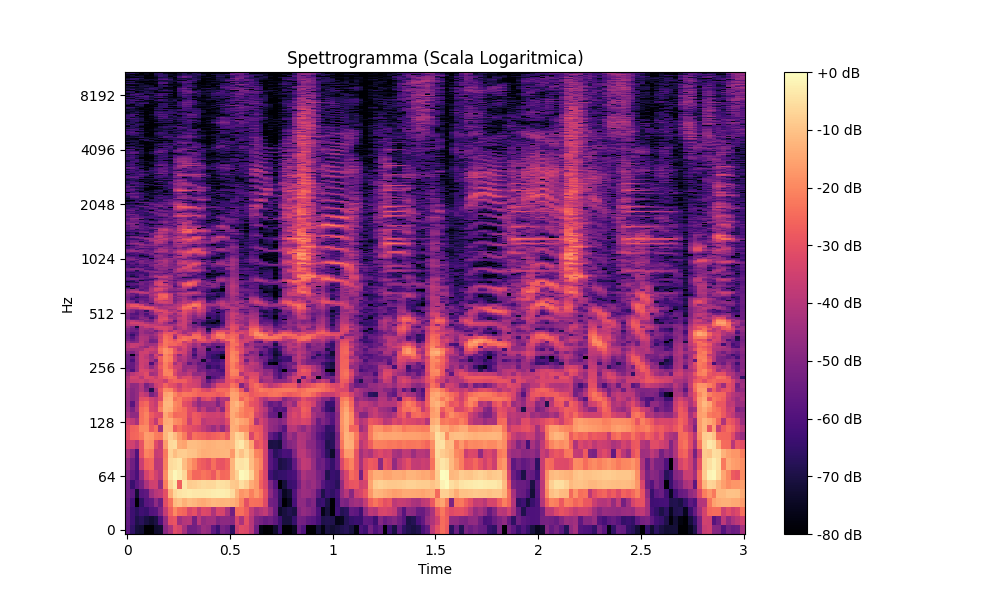 Spettrogramma (Scala Logaritmica)
Hz
8192
4096
2048
1024
512
256
128
64
0
0
0.5
1
1.5
2
2.5
3
Time
+0 dB
-10 dB
-20 dB
-30 dB
-40 dB
-50 dB
-60 dB
-70 dB
-80 dB